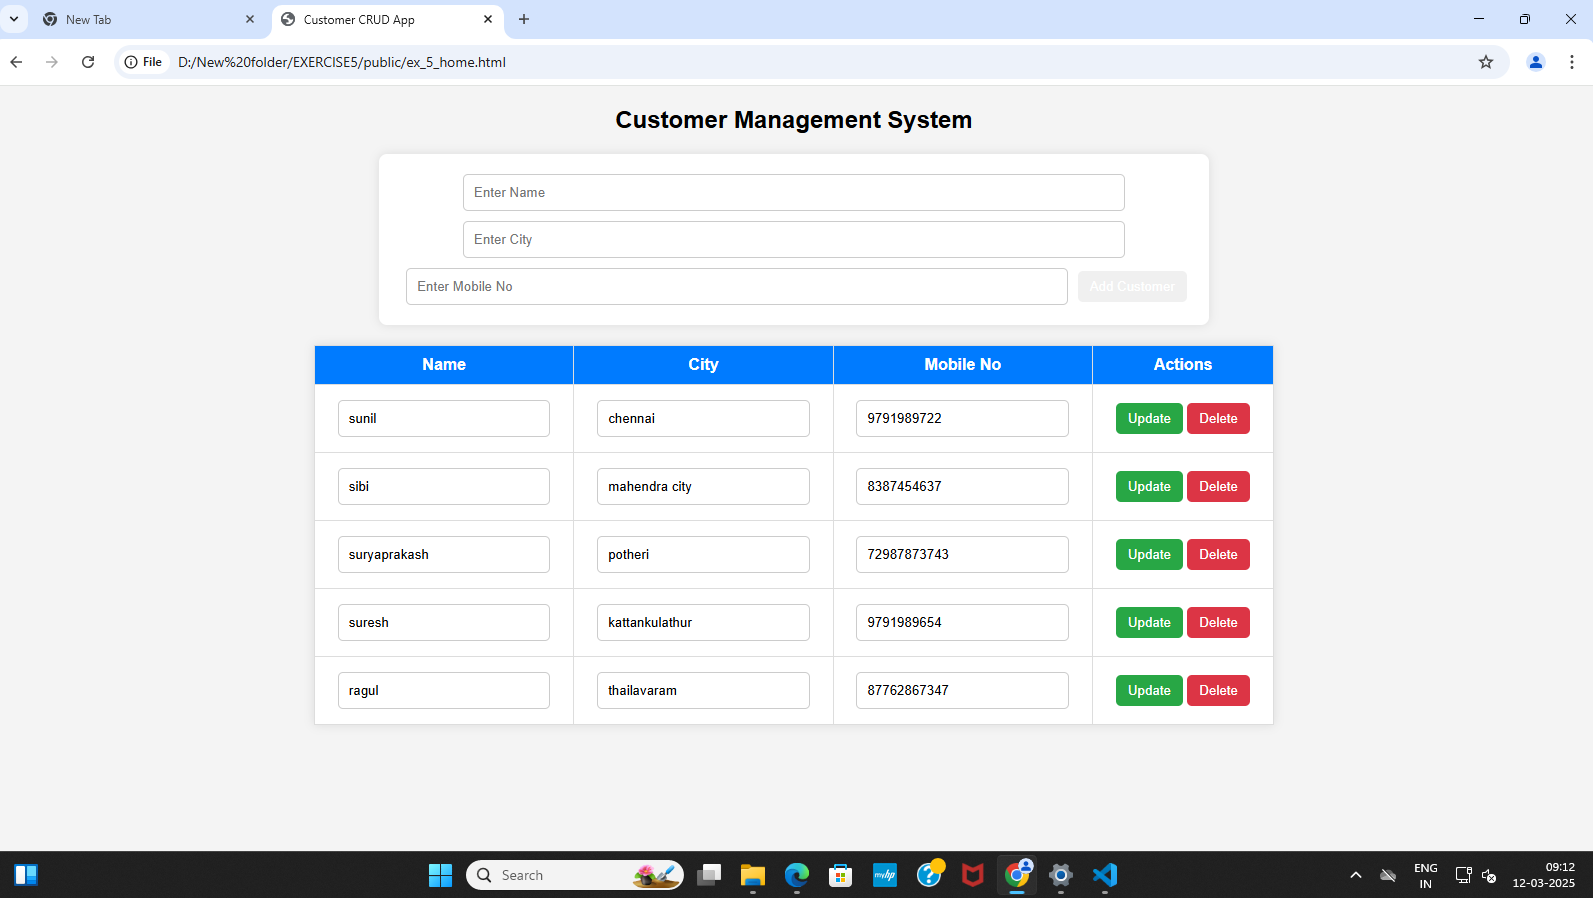 New Tab
Customer CRUD App
File D:/New%20folder/EXERCISE5/public/ex_5_home.html
Customer Management System
Enter Name
Enter City
Enter Mobile No Add Customer
Name City Mobile No Actions
sunil chennai 9791989722 Update Delete
sibi mahendra city 8387454637 Update Delete
suryaprakash potheri 72987873743 Update Delete
suresh kattankulathur 9791989654 Update Delete
ragul thailavaram 87762867347 Update Delete
Search
myhp
ENG
IN
09:12
12-03-2025